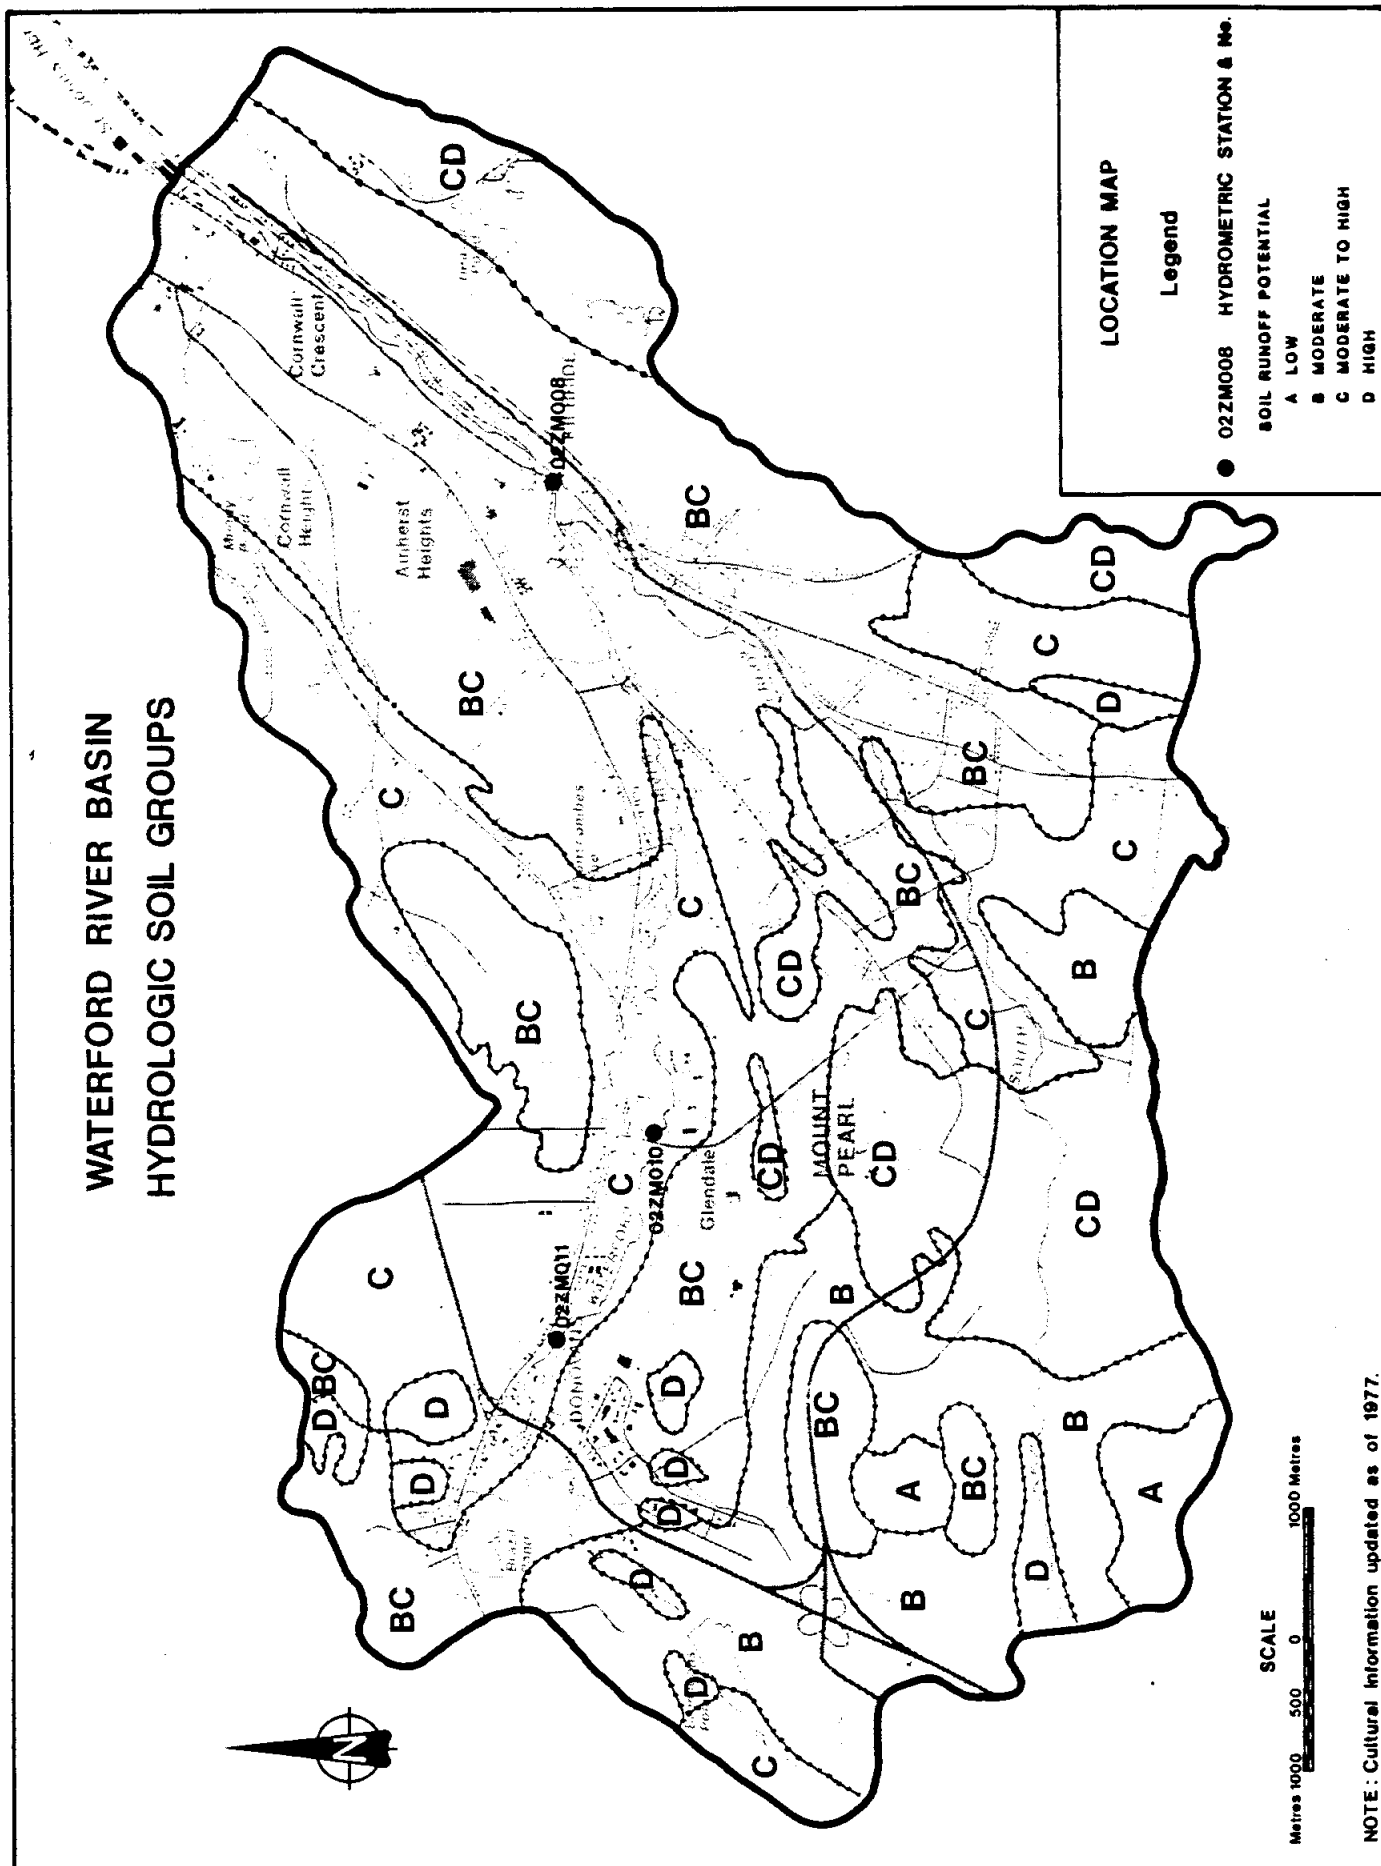 WATERFORD RIVER BASIN
HYDROLOGIC SOIL GROUPS
N
CD
Cornwall
Crescent
Cornwall
Heights
Amherst
Heights
02ZM008
BC
BC
C
BC
C
CD
BC
BC
C
D
CD
C
B
C
CD
MOUNT
PEARL
CD
CD
CD
C
02ZM010
Glendale
02ZM011
C
BC
B
BC
D
D
D
BC
D
D
D
D
BC
A
BC
B
A
D
B
B
D
C
LOCATION MAP
Legend
02ZM008 HYDROMETRIC STATION & No.
SOIL RUNOFF POTENTIAL
A LOW
B MODERATE
C MODERATE TO HIGH
D HIGH
SCALE
Metres 1000 500 0 1000 Metres
NOTE : Cultural information updated as of 1977.